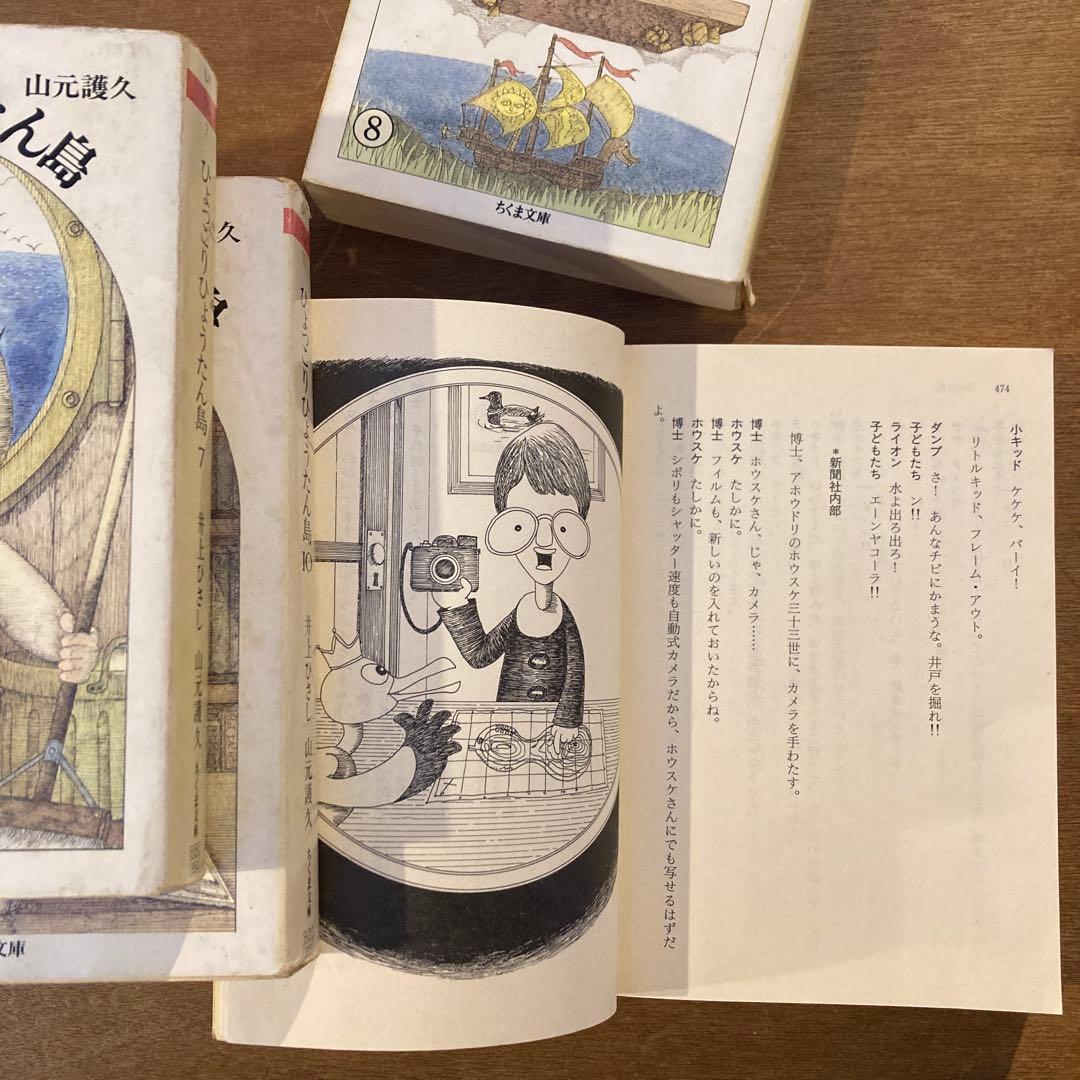 山元護久
たん島
ひょっこりひょうたん島 7 井上ひさし 山元護久 ちくま文庫
久
ひょっこりひょうたん島 10 井上ひさし 山元護久 ちくま文庫
文庫
8
ちくま文庫
474
小キッド ケケケ、バーイ!
リトルキッド、フレーム・アウト。
ダンプ さ! あんなチビにかまうな。井戸を掘れ!!
子どもたち ン!!
ライオン 水よ出ろ出ろ!
子どもたち エーンヤコーラ!!
*新聞社内部
博士、アホウドリのホウスケ三十三世に、カメラを手わたす。
博士 ホウスケさん、じゃ、カメラ……
ホウスケ たしかに。
博士 フィルムも、新しいのを入れておいたからね。
ホウスケ たしかに。
博士 シボリもシャッター速度も自動式カメラだから、ホウスケさんにでも写せるはずだ
よ。